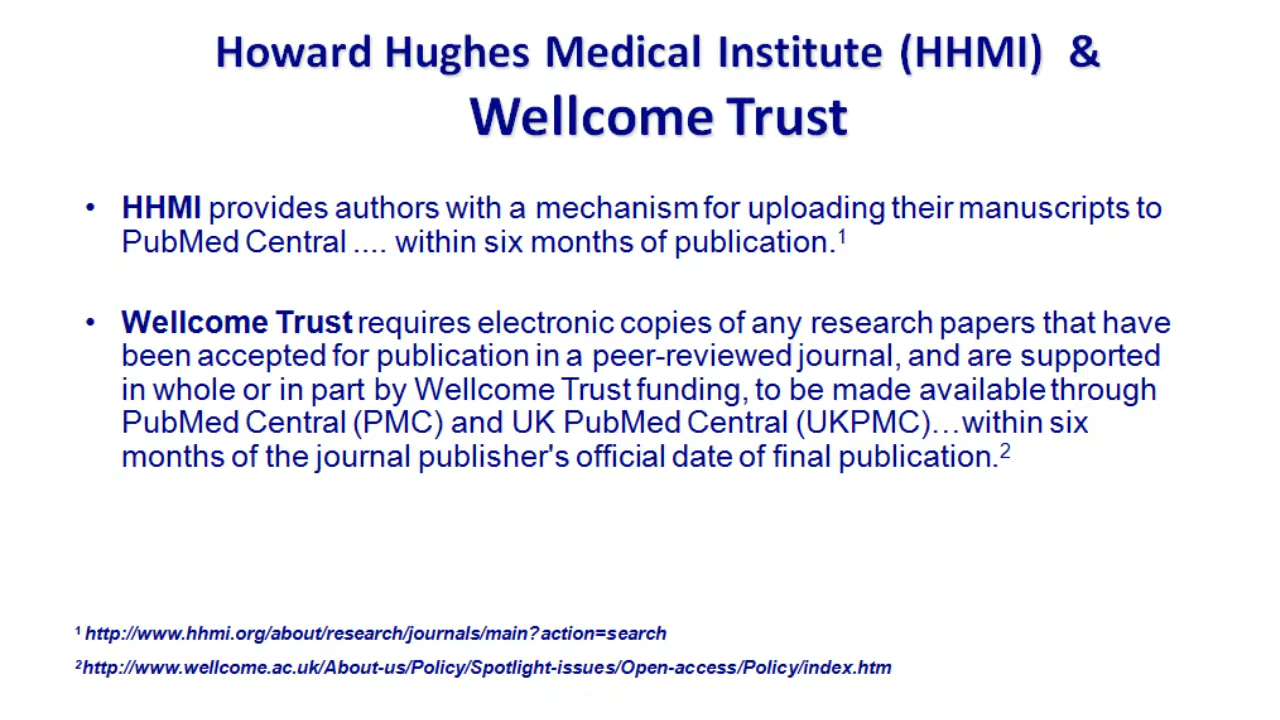 Howard Hughes Medical Institute (HHMI) &
Wellcome Trust
• HHMI provides authors with a mechanism for uploading their manuscripts to
PubMed Central .... within six months of publication.1
• Wellcome Trust requires electronic copies of any research papers that have
been accepted for publication in a peer-reviewed journal, and are supported
in whole or in part by Wellcome Trust funding, to be made available through
PubMed Central (PMC) and UK PubMed Central (UKPMC)…within six
months of the journal publisher's official date of final publication.2
1 http://www.hhmi.org/about/research/journals/main?action=search
2http://www.wellcome.ac.uk/About-us/Policy/Spotlight-issues/Open-access/Policy/index.htm